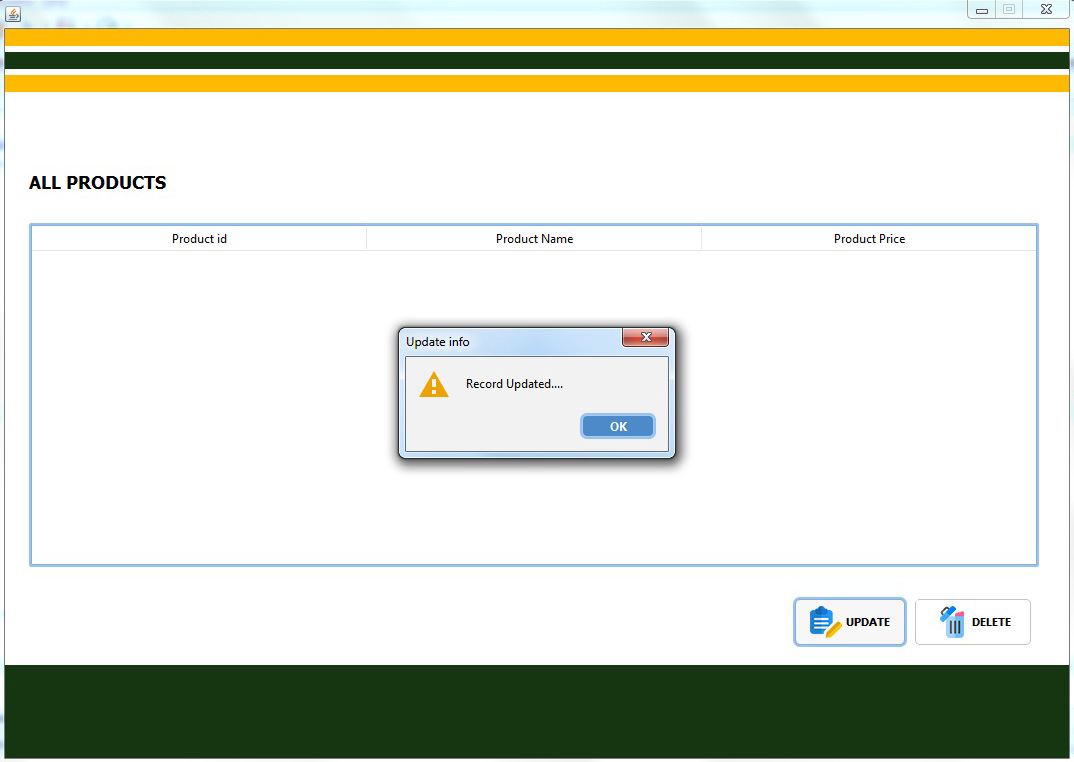 ALL PRODUCTS
Product id
Product Name
Product Price
Update info
Record Updated....
OK
UPDATE
DELETE